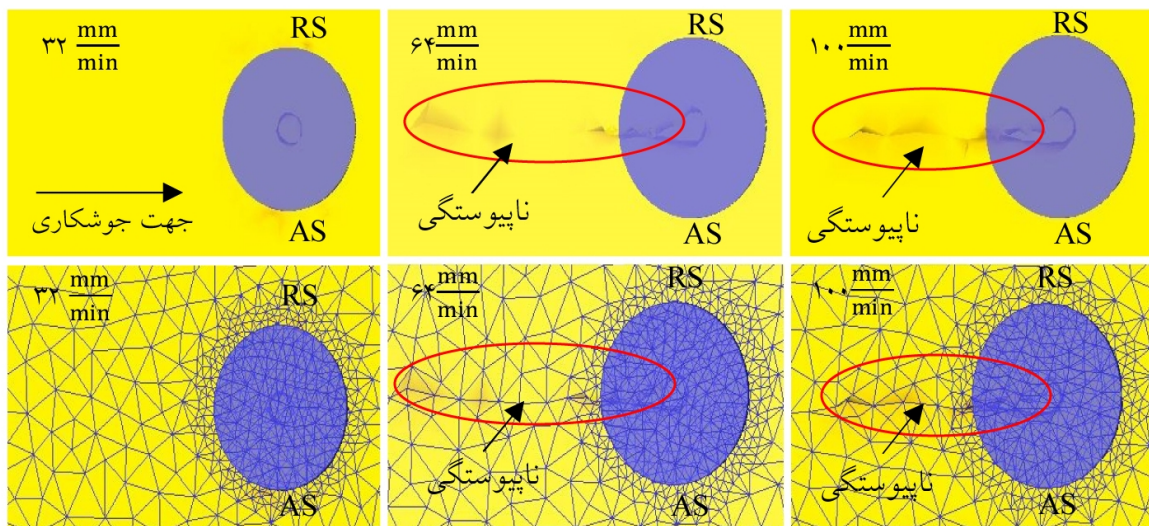 ۳۲ mm/min
RS
AS
جهت جوشکاری
۶۴ mm/min
RS
AS
ناپیوستگی
۱۰۰ mm/min
RS
AS
ناپیوستگی
۳۲ mm/min
RS
AS
۶۴ mm/min
RS
AS
ناپیوستگی
۱۰۰ mm/min
RS
AS
ناپیوستگی